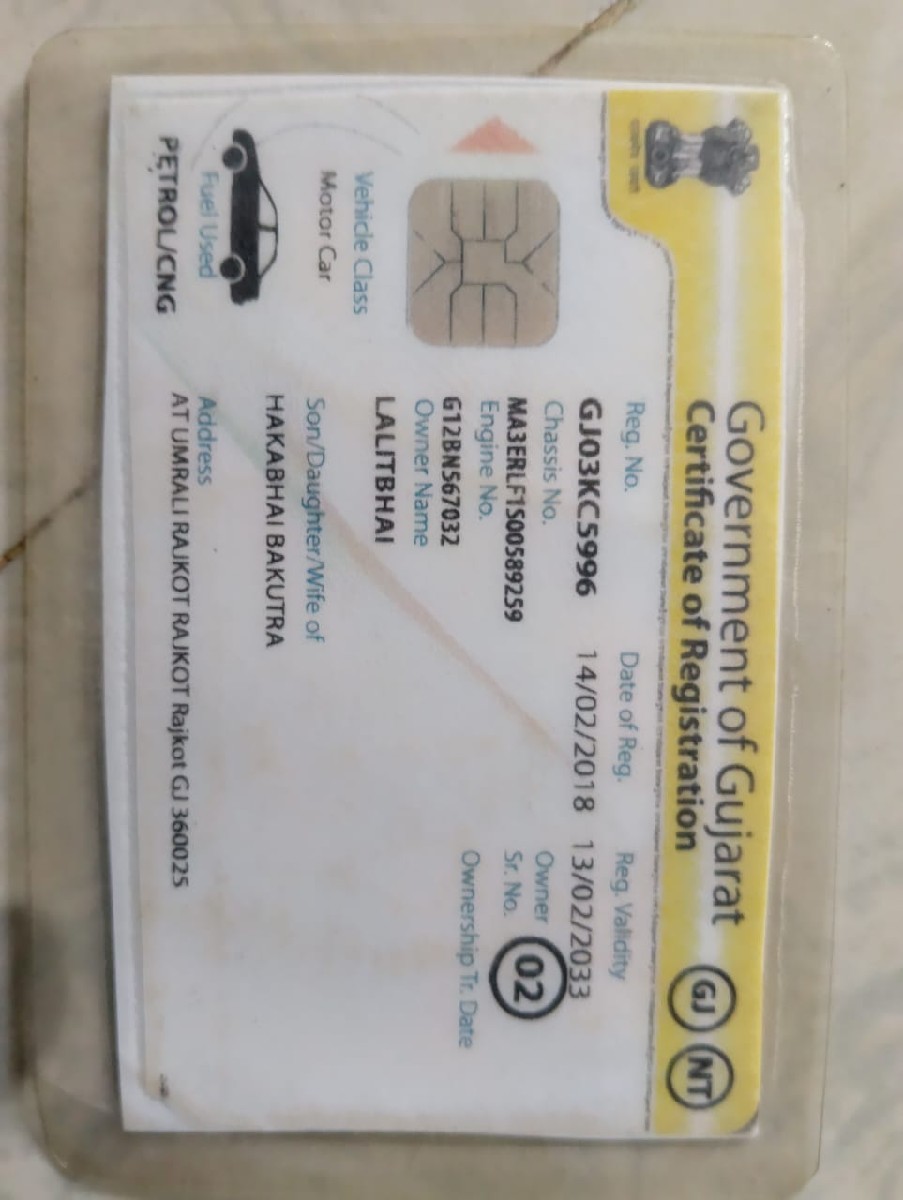 Government of Gujarat
Certificate of Registration
GJ NT
Reg. No. Date of Reg. Reg. Validity
GJ03KC5996 14/02/2018 13/02/2033
Chassis No.
MA3ERLF1S00589259
Owner Sr. No. 02
Engine No.
G12BN567032
Ownership Tr. Date
Owner Name
LALITBHAI
Vehicle Class
Motor Car
Son/Daughter/Wife of
HAKABHAI BAKUTRA
Fuel Used
PETROL/CNG
Address
AT UMRALI RAJKOT RAJKOT Rajkot GJ 360025